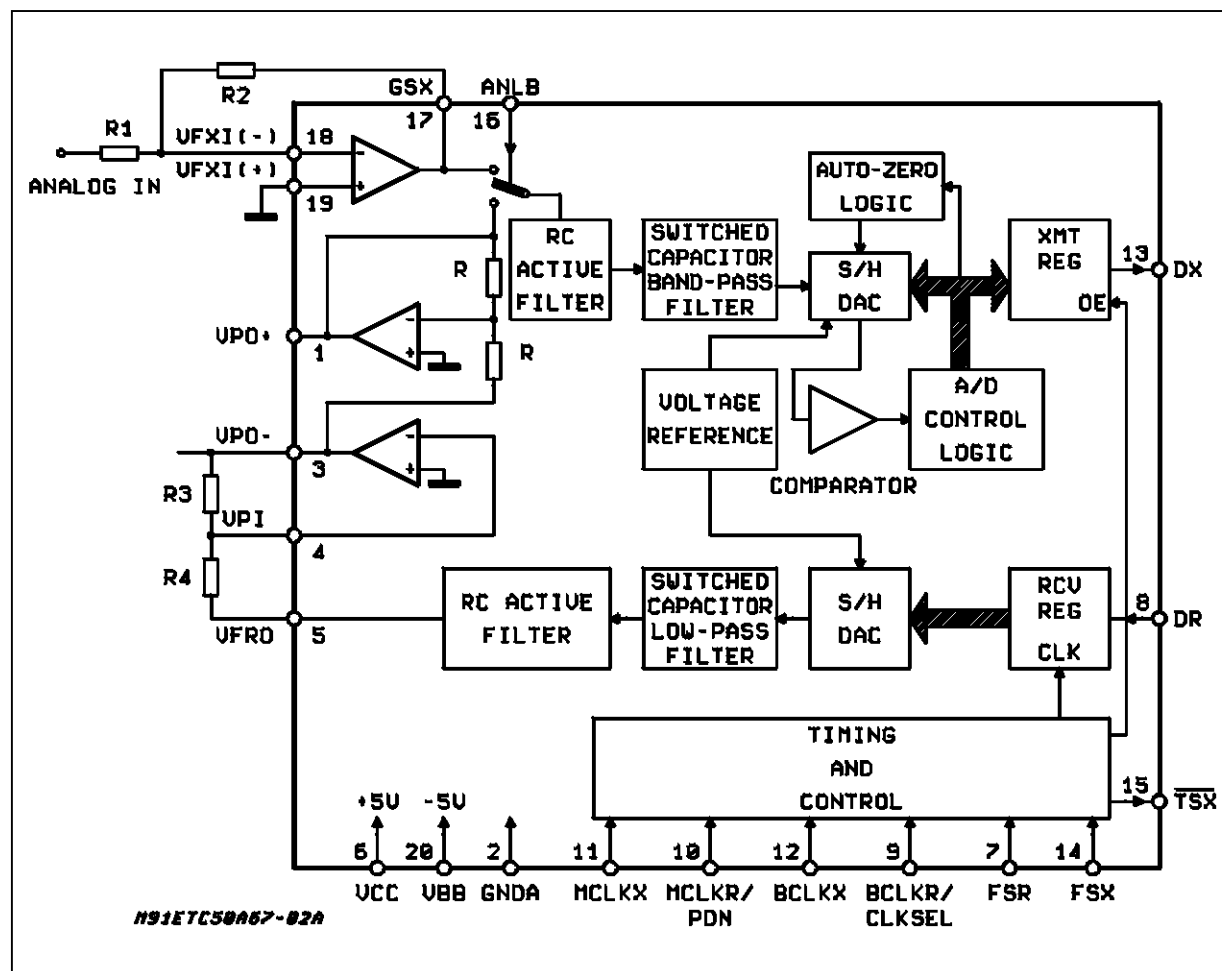 R2
GSX
ANLB
17
16
R1
VFXI(-)
18
VFXI(+)
19
ANALOG IN
-
+
AUTO-ZERO
LOGIC
RC
ACTIVE
FILTER
SWITCHED
CAPACITOR
BAND-PASS
FILTER
S/H
DAC
XMT
REG
OE
13
DX
R
R
VPO+
1
-
+
VOLTAGE
REFERENCE
A/D
CONTROL
LOGIC
COMPARATOR
VPO-
3
-
+
R3
VPI
4
R4
VFRO
5
RC ACTIVE
FILTER
SWITCHED
CAPACITOR
LOW-PASS
FILTER
S/H
DAC
RCV
REG
CLK
8
DR
TIMING
AND
CONTROL
15
TSX
+5V
-5V
6
20
2
11
10
12
9
7
14
VCC
VBB
GNDA
MCLKX
MCLKR/
PDN
BCLKX
BCLKR/
CLKSEL
FSR
FSX
M91ETC50A67-02A